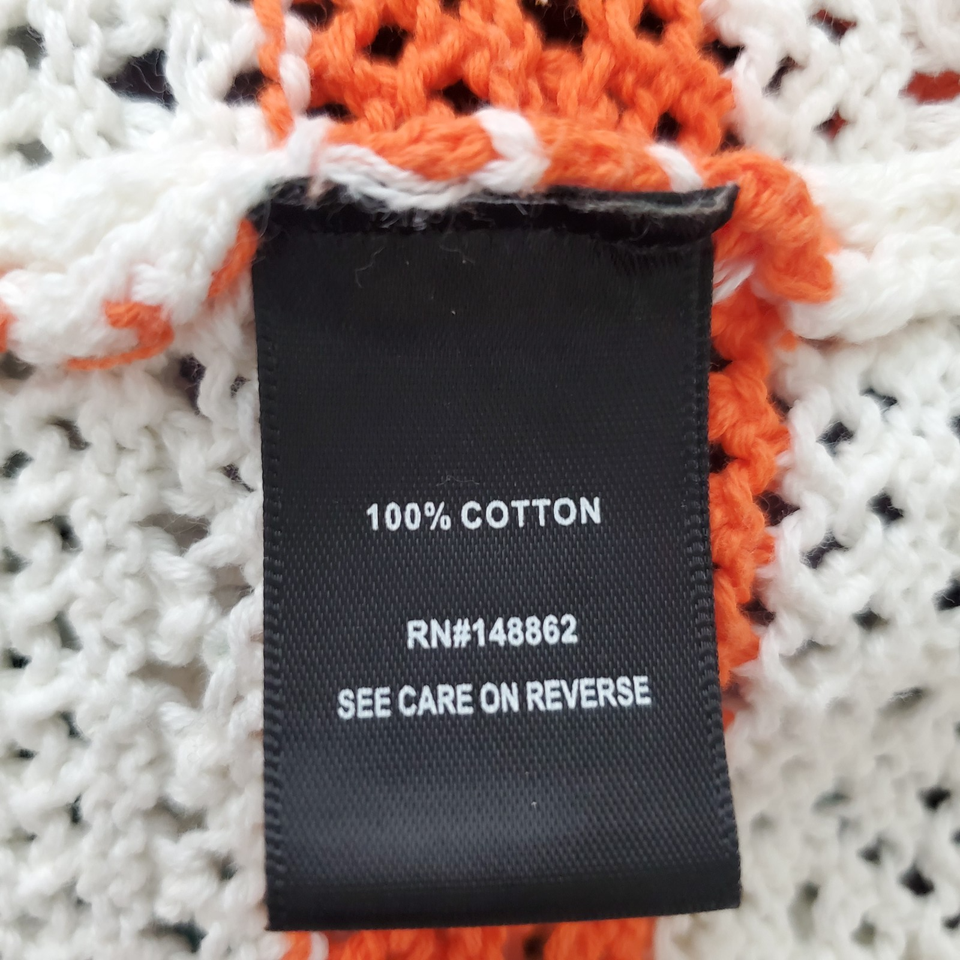 100% COTTON
RN#148862
SEE CARE ON REVERSE